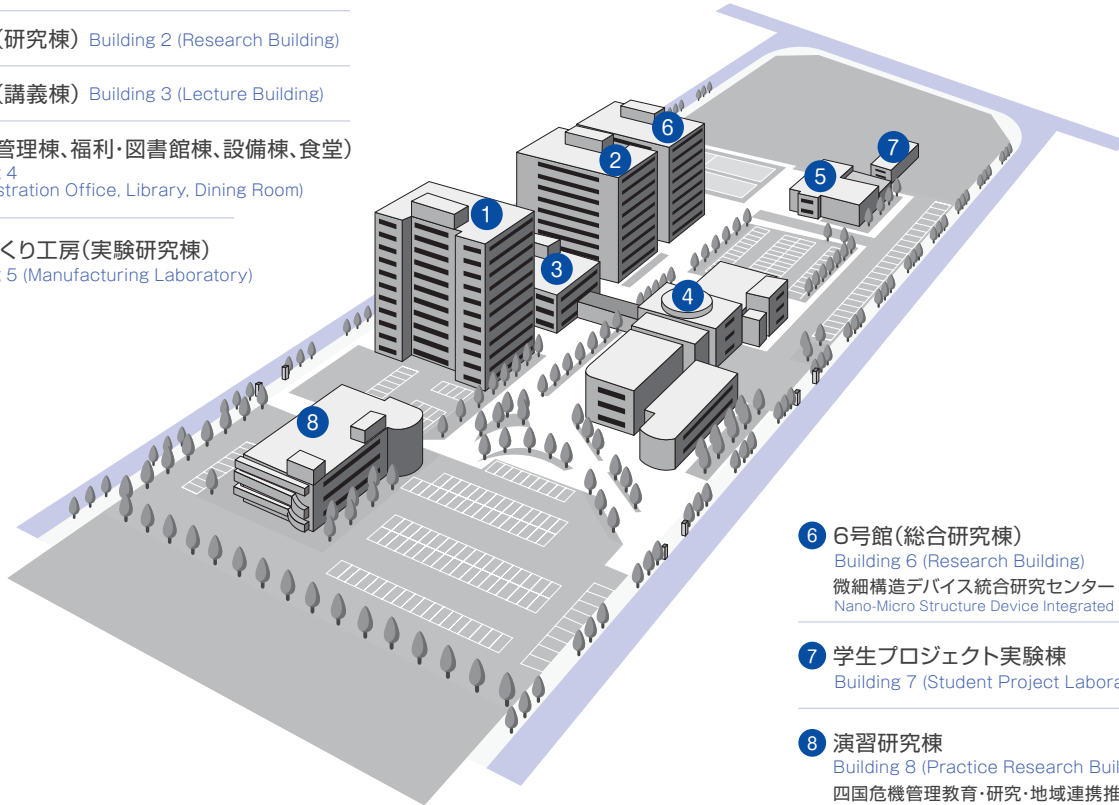 (研究棟) Building 2 (Research Building)
(講義棟) Building 3 (Lecture Building)
管理棟、福利・図書館棟、設備棟、食堂)
4
stration Office, Library, Dining Room)
くり工房(実験研究棟)
5 (Manufacturing Laboratory)
6
7
2
5
1
3
4
8
6 6号館(総合研究棟)
Building 6 (Research Building)
微細構造デバイス統合研究センター
Nano-Micro Structure Device Integrated
7 学生プロジェクト実験棟
Building 7 (Student Project Labora
8 演習研究棟
Building 8 (Practice Research Buil
四国危機管理教育・研究・地域連携推